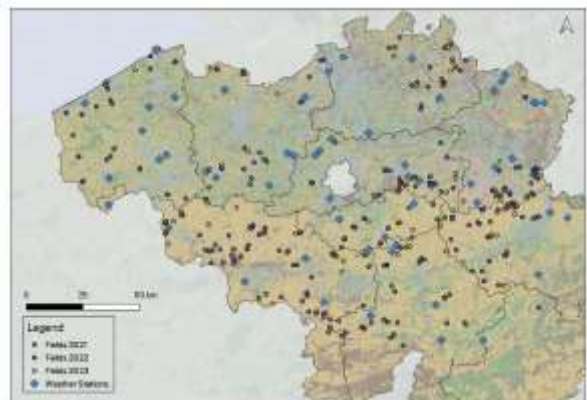 0 25 50 km
Legend
Fields 2021
Fields 2022
Fields 2023
Weather Stations